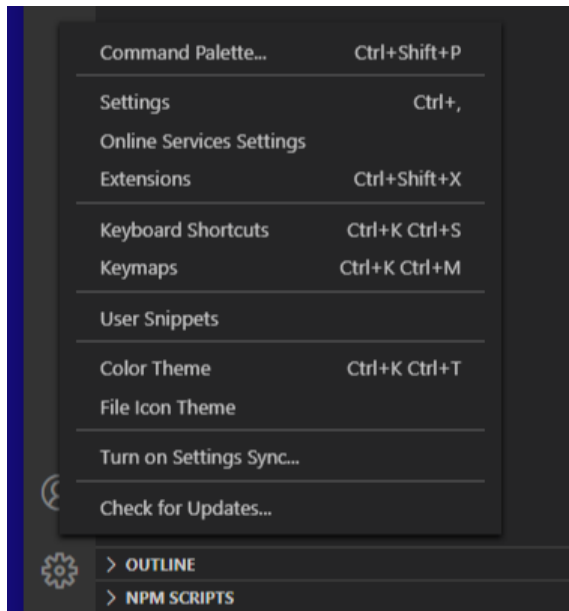 Command Palette... Ctrl+Shift+P
Settings Ctrl+,
Online Services Settings
Extensions Ctrl+Shift+X
Keyboard Shortcuts Ctrl+K Ctrl+S
Keymaps Ctrl+K Ctrl+M
User Snippets
Color Theme Ctrl+K Ctrl+T
File Icon Theme
Turn on Settings Sync...
Check for Updates...
OUTLINE
NPM SCRIPTS